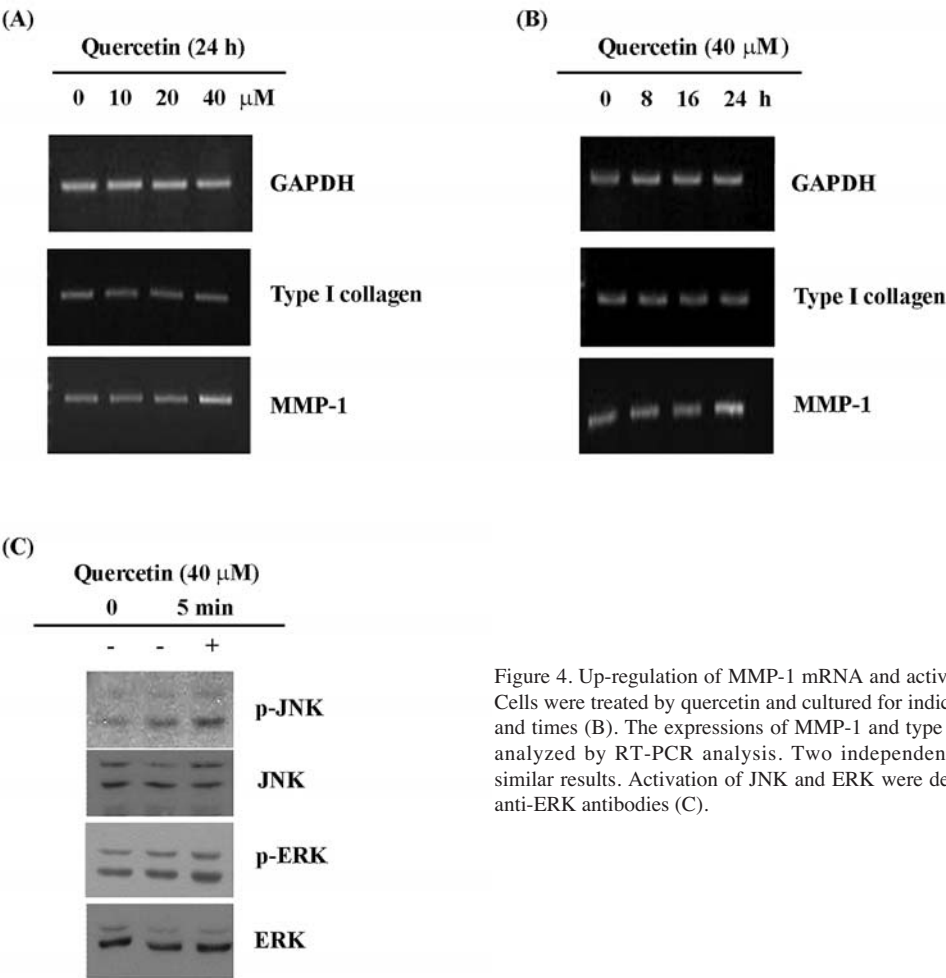 (A)
Quercetin (24 h)
0 10 20 40 μM
GAPDH
Type I collagen
MMP-1
(B)
Quercetin (40 μM)
0 8 16 24 h
GAPDH
Type I collagen
MMP-1
(C)
Quercetin (40 μM)
0 5 min
- - +
p-JNK
JNK
p-ERK
ERK
Figure 4. Up-regulation of MMP-1 mRNA and activ
Cells were treated by quercetin and cultured for indic
and times (B). The expressions of MMP-1 and type
analyzed by RT-PCR analysis. Two independen
similar results. Activation of JNK and ERK were de
anti-ERK antibodies (C).